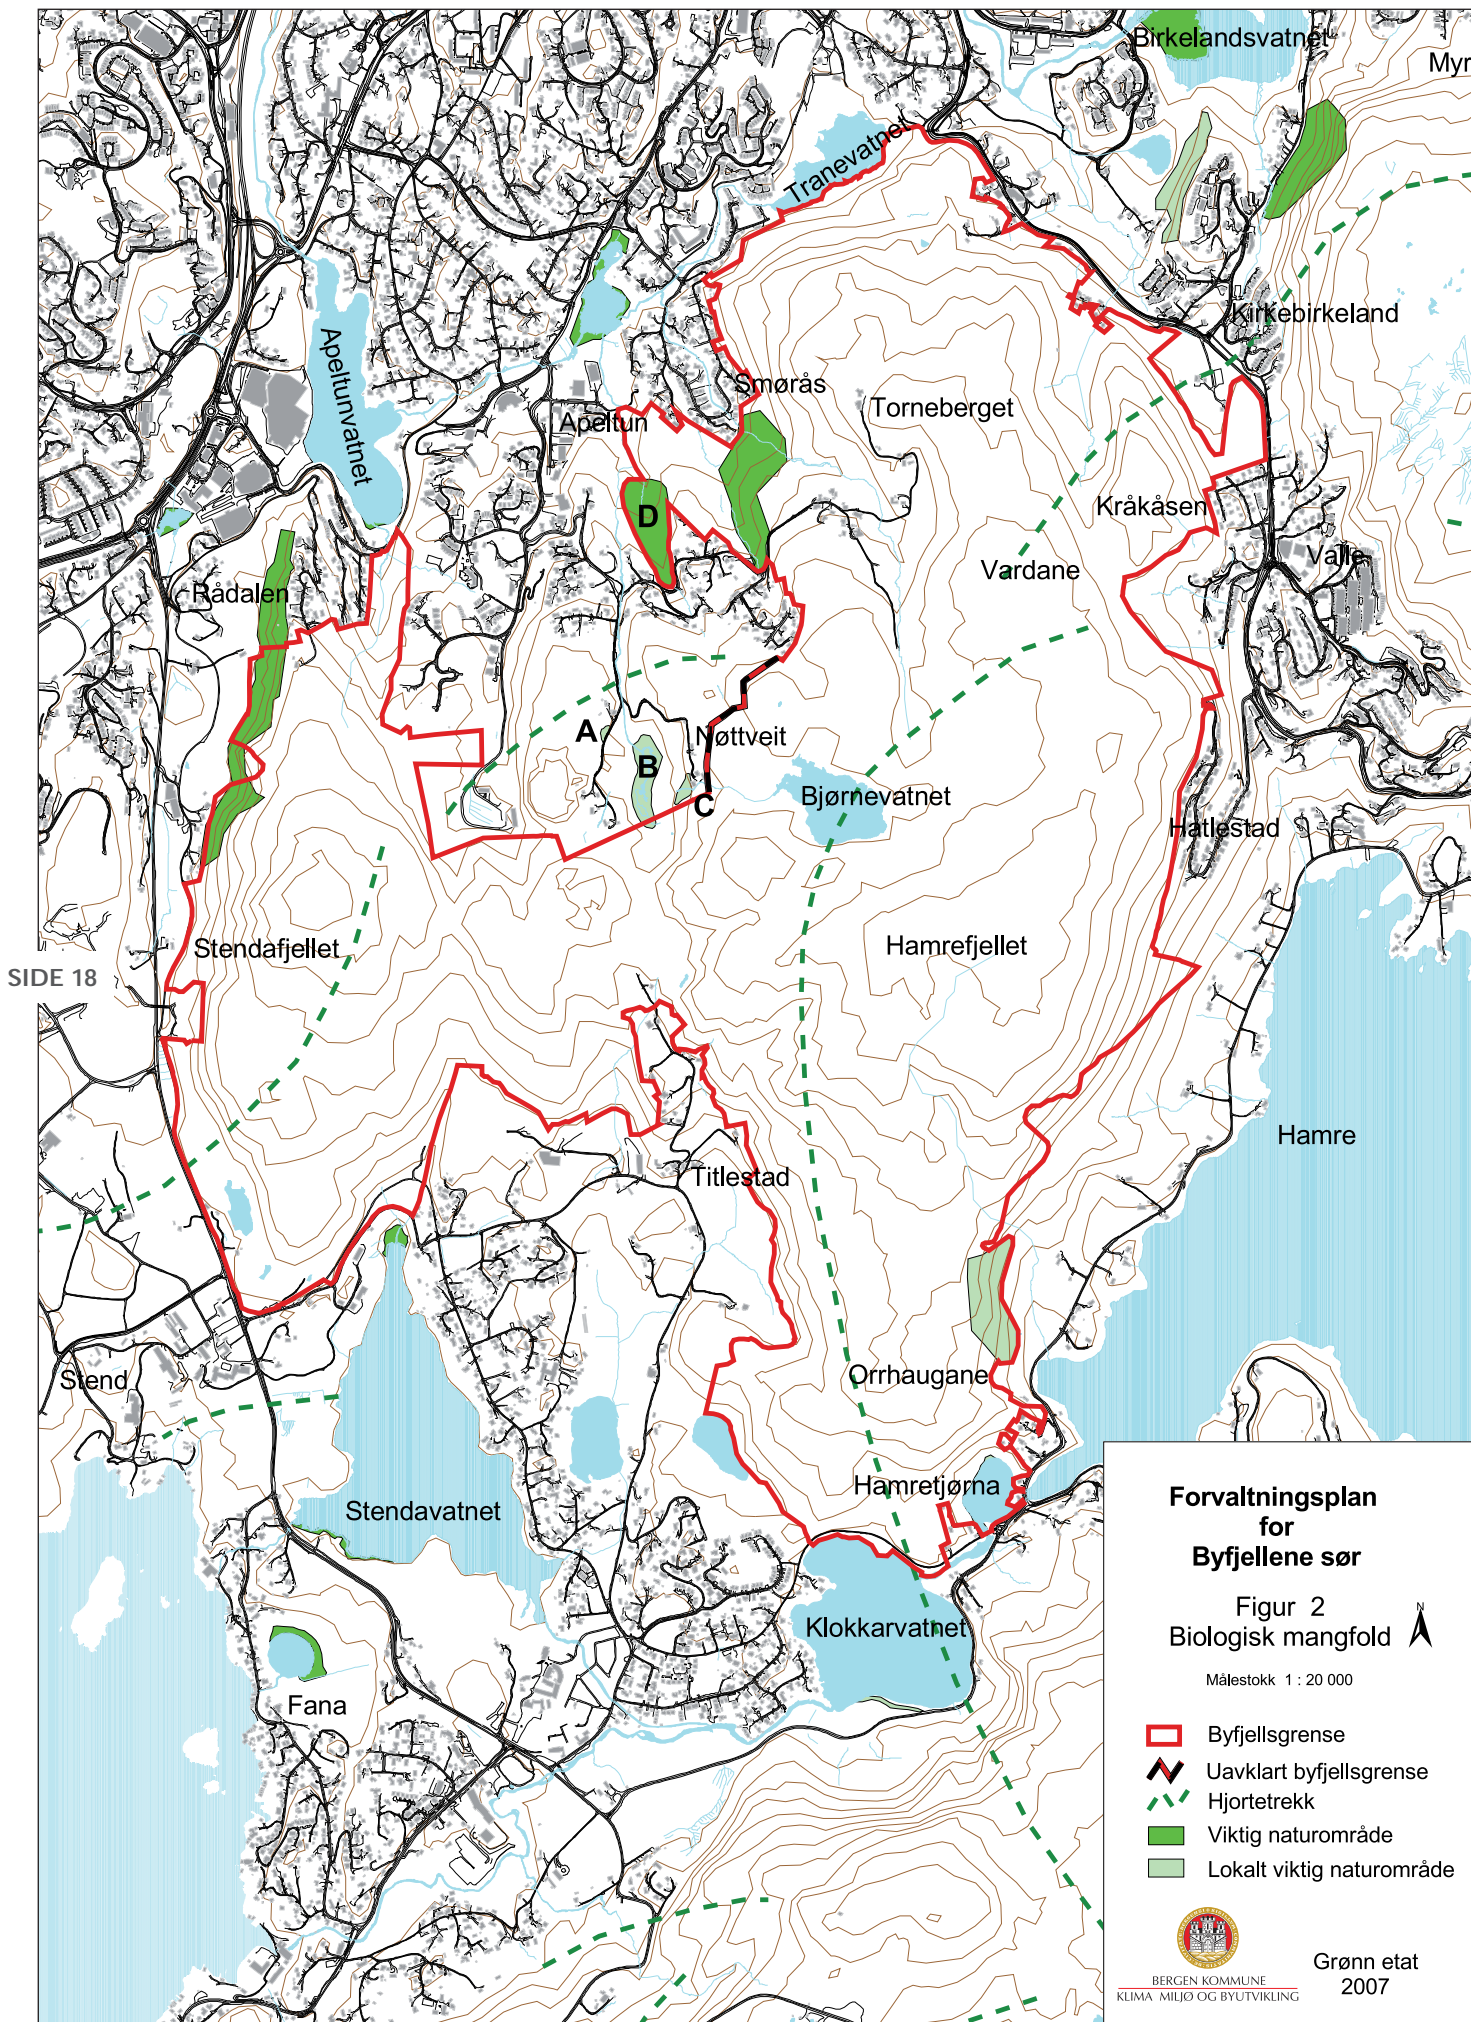 Birkelandsvatnet
Myr
Tranevatnet
Kirkebirkeland
Apeltunvatnet
Smørås
Torneberget
Apeltun
Kråkåsen
D
Valle
Vardane
Rådalen
A
Nøttveit
B
Bjørnevatnet
C
Hatlestad
Stendafjellet
Hamrefjellet
SIDE 18
Hamre
Titlestad
Orrhaugane
Stend
Hamretjørna
Stendavatnet
Klokkarvatnet
Fana
Forvaltningsplan
for
Byfjellene sør
Figur 2
Biologisk mangfold
N
Målestokk 1 : 20 000
Byfjellsgrense
Uavklart byfjellsgrense
Hjortetrekk
Viktig naturområde
Lokalt viktig naturområde
BERGEN KOMMUNE
KLIMA MILJØ OG BYUTVIKLING
Grønn etat
2007